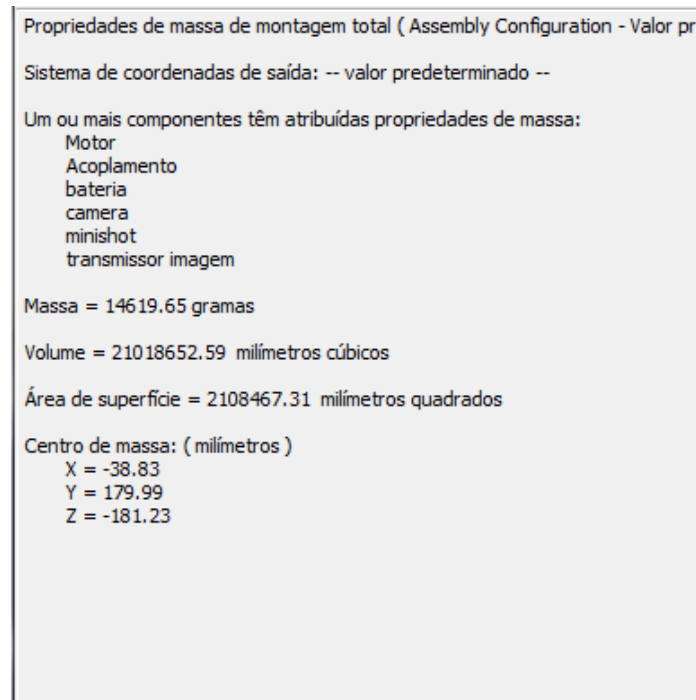 Propriedades de massa de montagem total ( Assembly Configuration - Valor pr
Sistema de coordenadas de saída: -- valor predeterminado --
Um ou mais componentes têm atribuídas propriedades de massa:
Motor
Acoplamento
bateria
camera
minishot
transmissor imagem
Massa = 14619.65 gramas
Volume = 21018652.59 milímetros cúbicos
Área de superfície = 2108467.31 milímetros quadrados
Centro de massa: ( milímetros )
X = -38.83
Y = 179.99
Z = -181.23